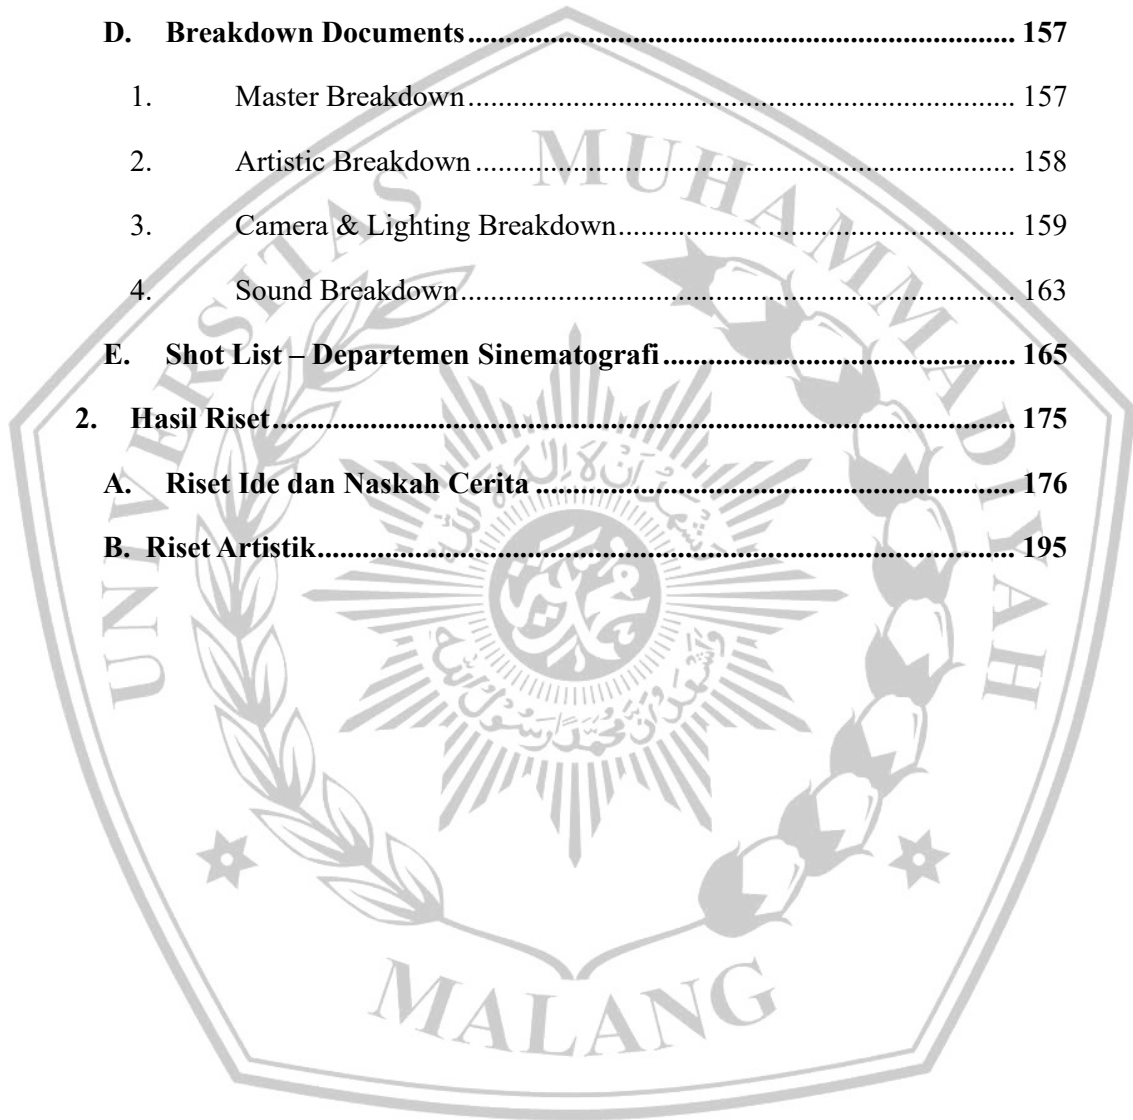 D. Breakdown Documents ........................................................................ 157
1. Master Breakdown ........................................................................ 157
2. Artistic Breakdown ........................................................................ 158
3. Camera & Lighting Breakdown ........................................................................ 159
4. Sound Breakdown ........................................................................ 163
E. Shot List – Departemen Sinematografi ........................................................................ 165
2. Hasil Riset ........................................................................ 175
A. Riset Ide dan Naskah Cerita ........................................................................ 176
B. Riset Artistik ........................................................................ 195
UNIVERSITAS MUHAMMADIYAH
MALANG